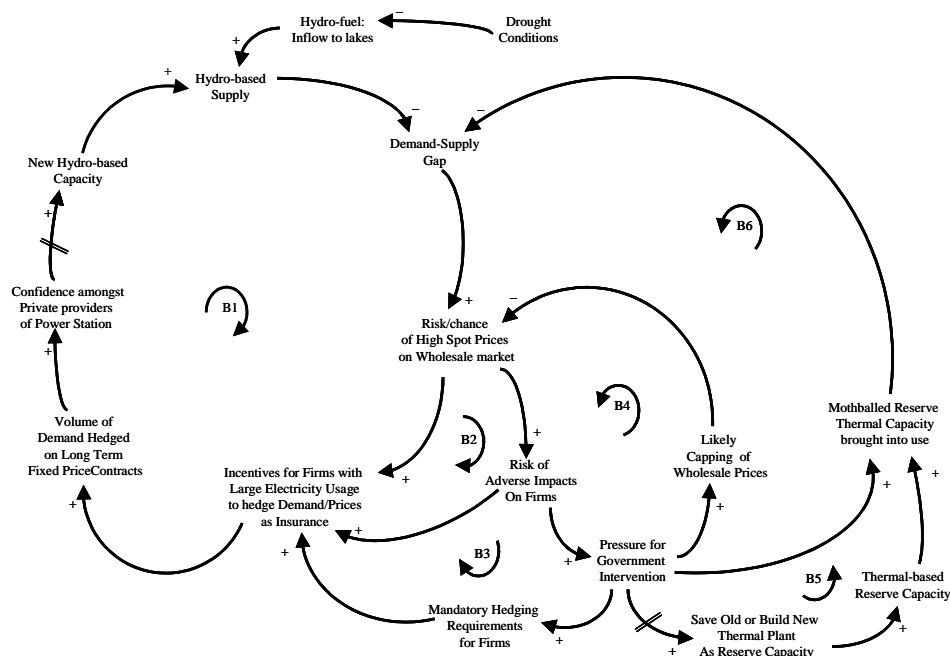 Hydro-fuel:
Inflow to lakes
Drought
Conditions
–
+
+
Hydro-based
Supply
–
–
Demand-Supply
Gap
New Hydro-based
Capacity
+
B6
Confidence amongst
Private providers
of Power Station
B1
+
–
Risk/chance
of High Spot Prices
on Wholesale market
+
Volume of
Demand Hedged
on Long Term
Fixed PriceContracts
B4
Mothballed Reserve
Thermal Capacity
brought into use
B2
+
Likely
Capping of
Wholesale Prices
Risk of
Adverse Impacts
On Firms
Incentives for Firms with
Large Electricity Usage
to hedge Demand/Prices
as Insurance
+
+
+
+
+
+
+
B3
+
+
Pressure for
Government
Intervention
B5
Thermal-based
Reserve Capacity
Mandatory Hedging
Requirements
for Firms
+
+
Save Old or Build New
Thermal Plant
As Reserve Capacity
+